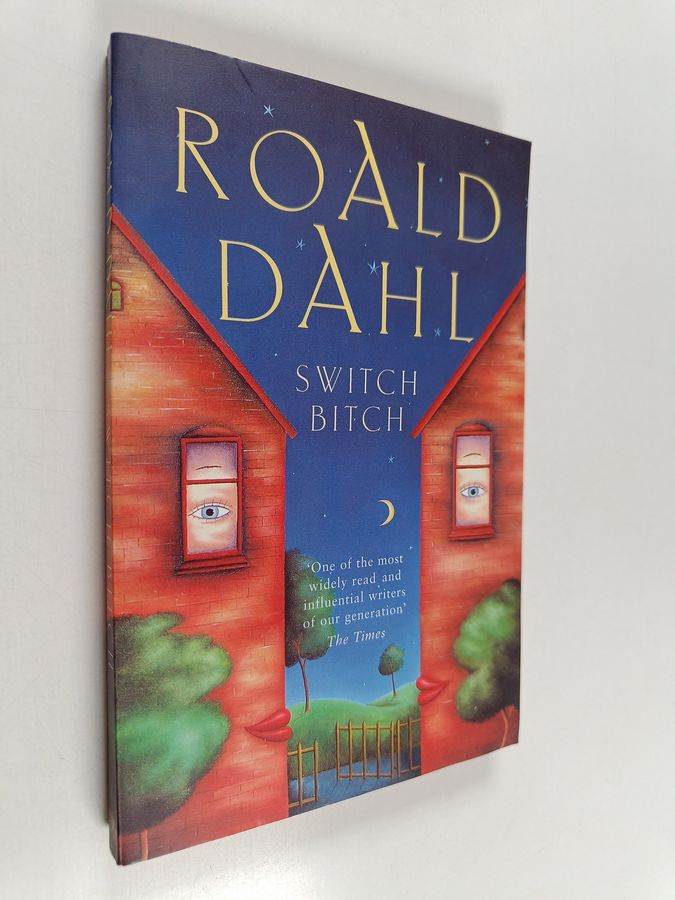 ROALD
DAHL
SWITCH
BITCH
'One of the most
widely read and
influential writers
of our generation'
The Times